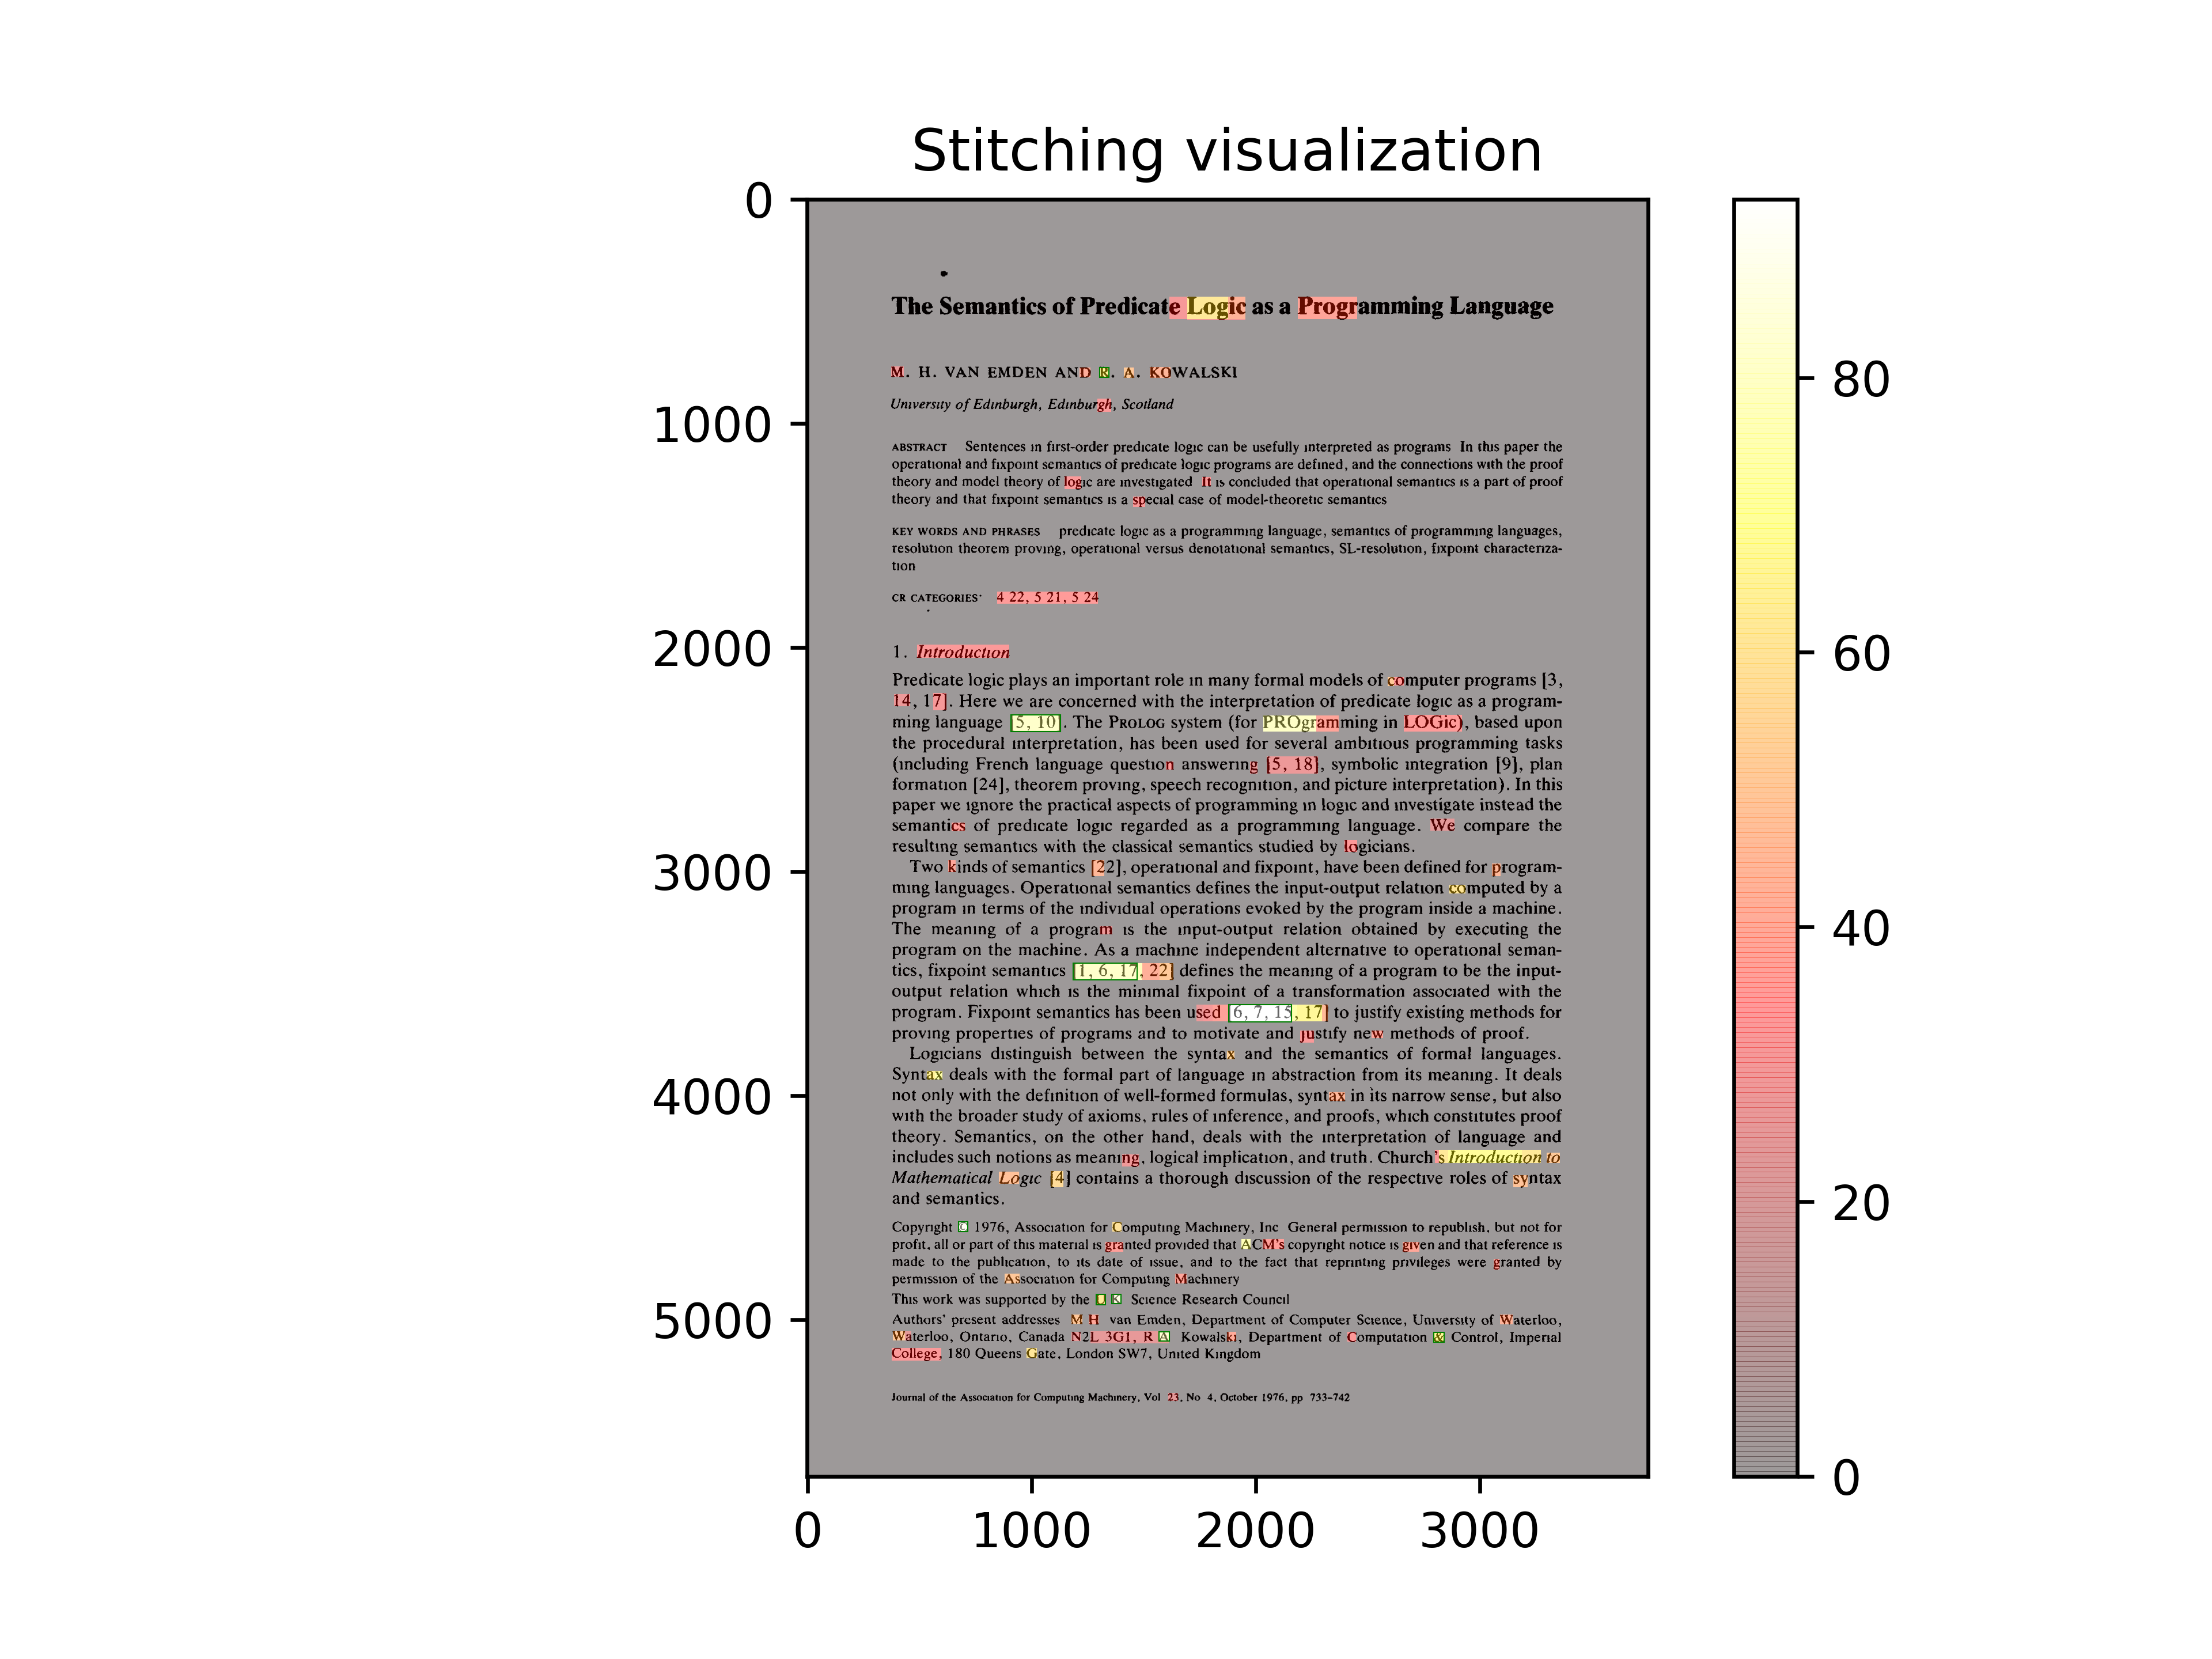 Stitching visualization
The Semantics of Predicate Logic as a Programming Language
M. H. VAN EMDEN AND R. A. KOWALSKI
University of Edinburgh, Edinburgh, Scotland
ABSTRACT Sentences in first-order predicate logic can be usefully interpreted as programs In this paper the
operational and fixpoint semantics of predicate logic programs are defined, and the connections with the proof
theory and model theory of logic are investigated It is concluded that operational semantics is a part of proof
theory and that fixpoint semantics is a special case of model-theoretic semantics
KEY WORDS AND PHRASES predicate logic as a programming language, semantics of programming languages,
resolution theorem proving, operational versus denotational semantics, SL-resolution, fixpoint characteriza-
tion
CR CATEGORIES· 4 22, 5 21, 5 24
1. Introduction
Predicate logic plays an important role in many formal models of computer programs [3,
14, 17]. Here we are concerned with the interpretation of predicate logic as a program-
ming language [5, 10]. The PROLOG system (for PROgramming in LOGic), based upon
the procedural interpretation, has been used for several ambitious programming tasks
(including French language question answering [5, 18], symbolic integration [9], plan
formation [24], theorem proving, speech recognition, and picture interpretation). In this
paper we ignore the practical aspects of programming in logic and investigate instead the
semantics of predicate logic regarded as a programming language. We compare the
resulting semantics with the classical semantics studied by logicians.
Two kinds of semantics [22], operational and fixpoint, have been defined for program-
ming languages. Operational semantics defines the input-output relation computed by a
program in terms of the individual operations evoked by the program inside a machine.
The meaning of a program is the input-output relation obtained by executing the
program on the machine. As a machine independent alternative to operational seman-
tics, fixpoint semantics [1, 6, 17, 22] defines the meaning of a program to be the input-
output relation which is the minimal fixpoint of a transformation associated with the
program. Fixpoint semantics has been used [6, 7, 15, 17] to justify existing methods for
proving properties of programs and to motivate and justify new methods of proof.
Logicians distinguish between the syntax and the semantics of formal languages.
Syntax deals with the formal part of language in abstraction from its meaning. It deals
not only with the definition of well-formed formulas, syntax in its narrow sense, but also
with the broader study of axioms, rules of inference, and proofs, which constitutes proof
theory. Semantics, on the other hand, deals with the interpretation of language and
includes such notions as meaning, logical implication, and truth. Church's Introduction to
Mathematical Logic [4] contains a thorough discussion of the respective roles of syntax
and semantics.
Copyright © 1976, Association for Computing Machinery, Inc General permission to republish, but not for
profit, all or part of this material is granted provided that ACM's copyright notice is given and that reference is
made to the publication, to its date of issue, and to the fact that reprinting privileges were granted by
permission of the Association for Computing Machinery
This work was supported by the U K Science Research Council
Authors' present addresses M H van Emden, Department of Computer Science, University of Waterloo,
Waterloo, Ontario, Canada N2L 3G1, R A Kowalski, Department of Computation & Control, Imperial
College, 180 Queens Gate, London SW7, United Kingdom
Journal of the Association for Computing Machinery, Vol 23, No 4, October 1976, pp 733-742
0
1000
2000
3000
4000
5000
0 1000 2000 3000
80
60
40
20
0